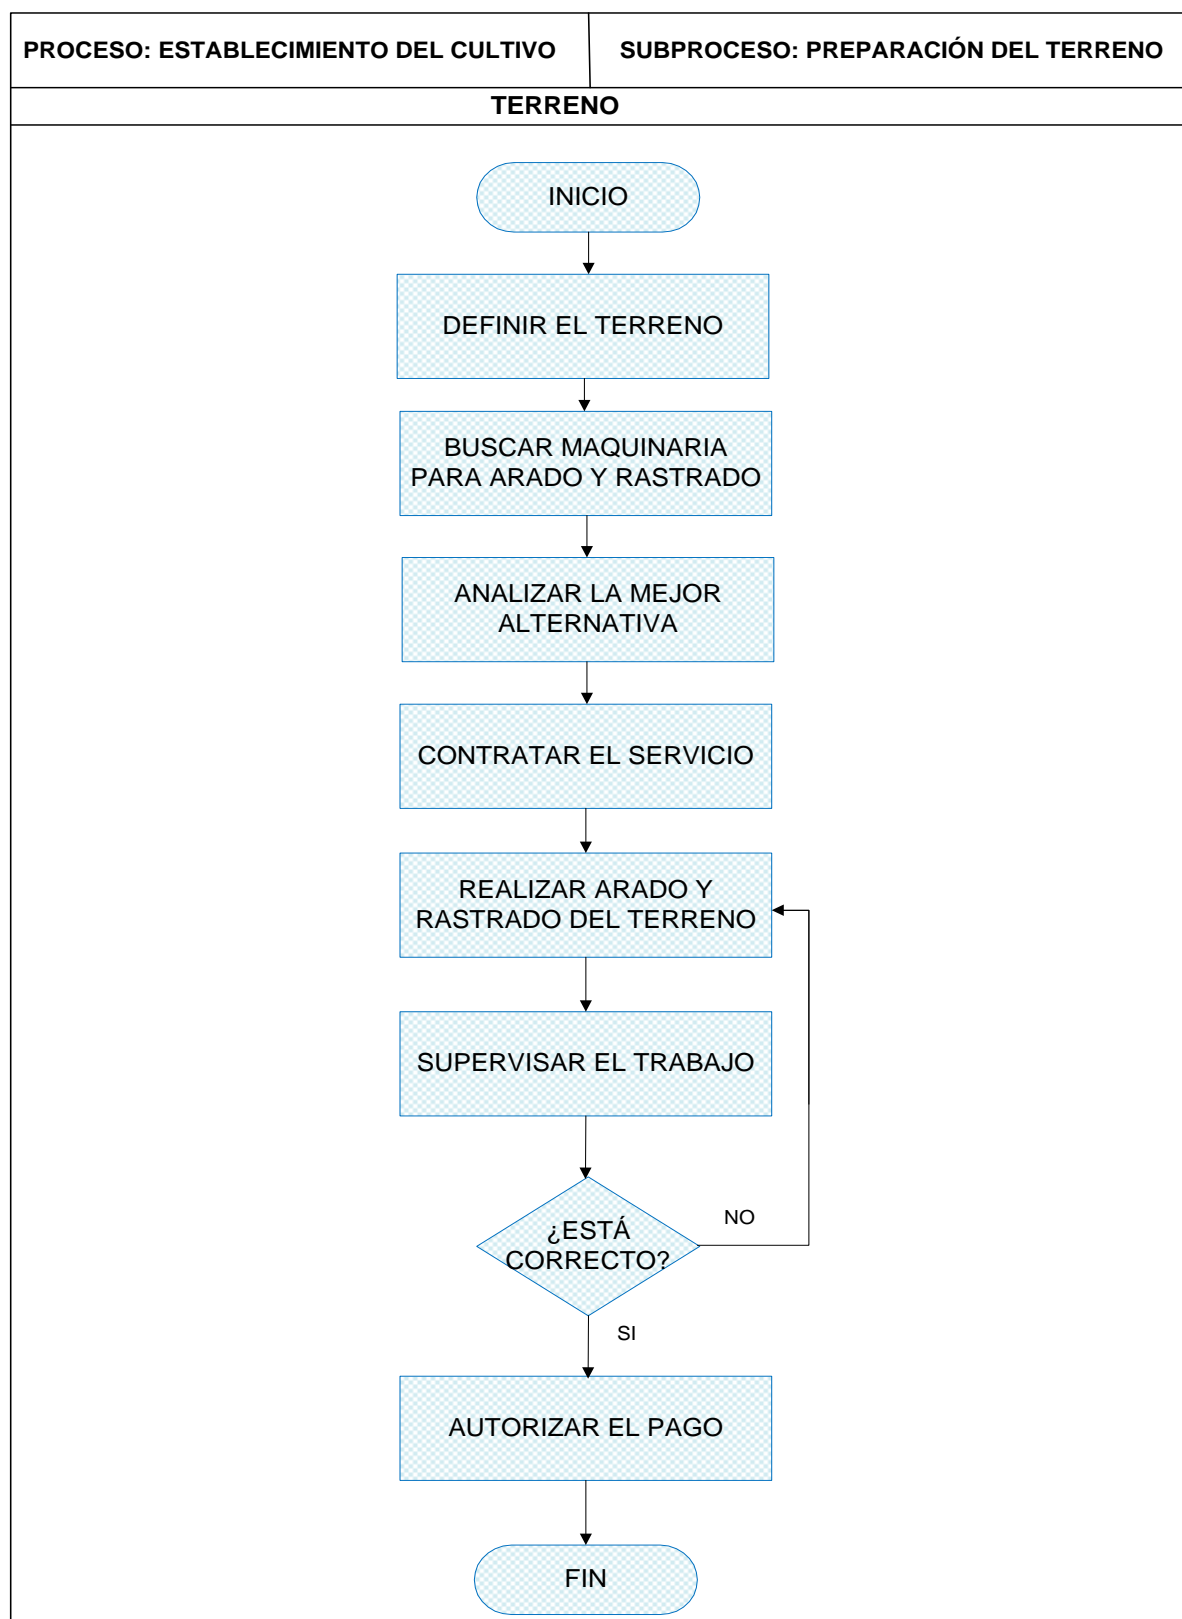 PROCESO: ESTABLECIMIENTO DEL CULTIVO
SUBPROCESO: PREPARACIÓN DEL TERRENO
TERRENO
INICIO
DEFINIR EL TERRENO
BUSCAR MAQUINARIA
PARA ARADO Y RASTRADO
ANALIZAR LA MEJOR
ALTERNATIVA
CONTRATAR EL SERVICIO
REALIZAR ARADO Y
RASTRADO DEL TERRENO
SUPERVISAR EL TRABAJO
¿ESTÁ
CORRECTO?
NO
SI
AUTORIZAR EL PAGO
FIN